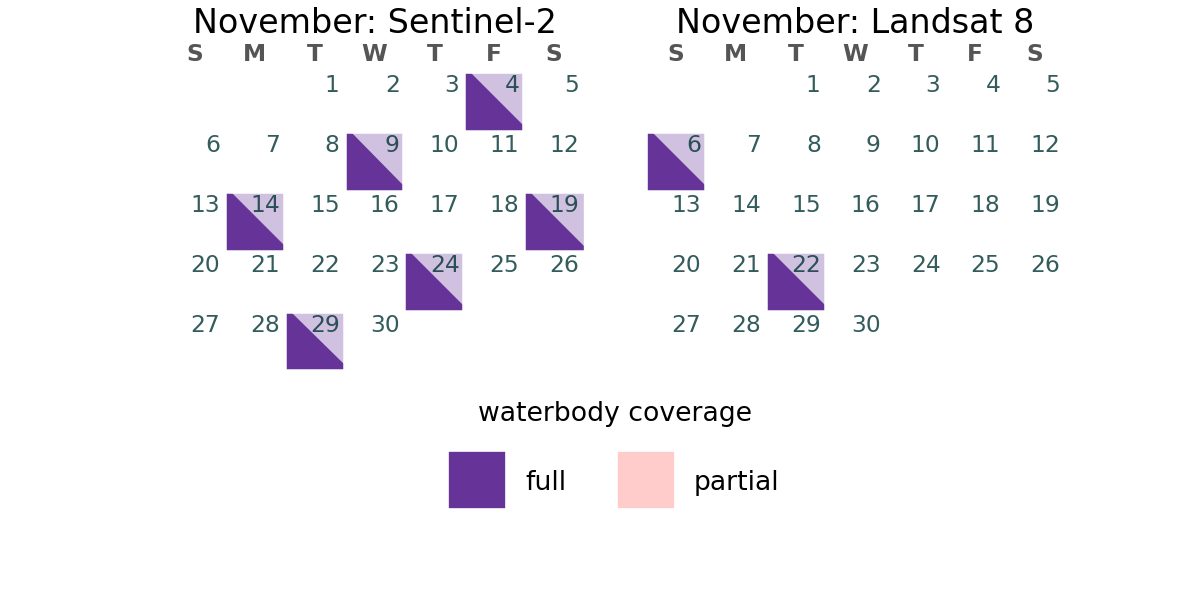 November: Sentinel-2
S M T W T F S
1 2 3 4 5
6 7 8 9 10 11 12
13 14 15 16 17 18 19
20 21 22 23 24 25 26
27 28 29 30
November: Landsat 8
S M T W T F S
1 2 3 4 5
6 7 8 9 10 11 12
13 14 15 16 17 18 19
20 21 22 23 24 25 26
27 28 29 30
waterbody coverage
full
partial